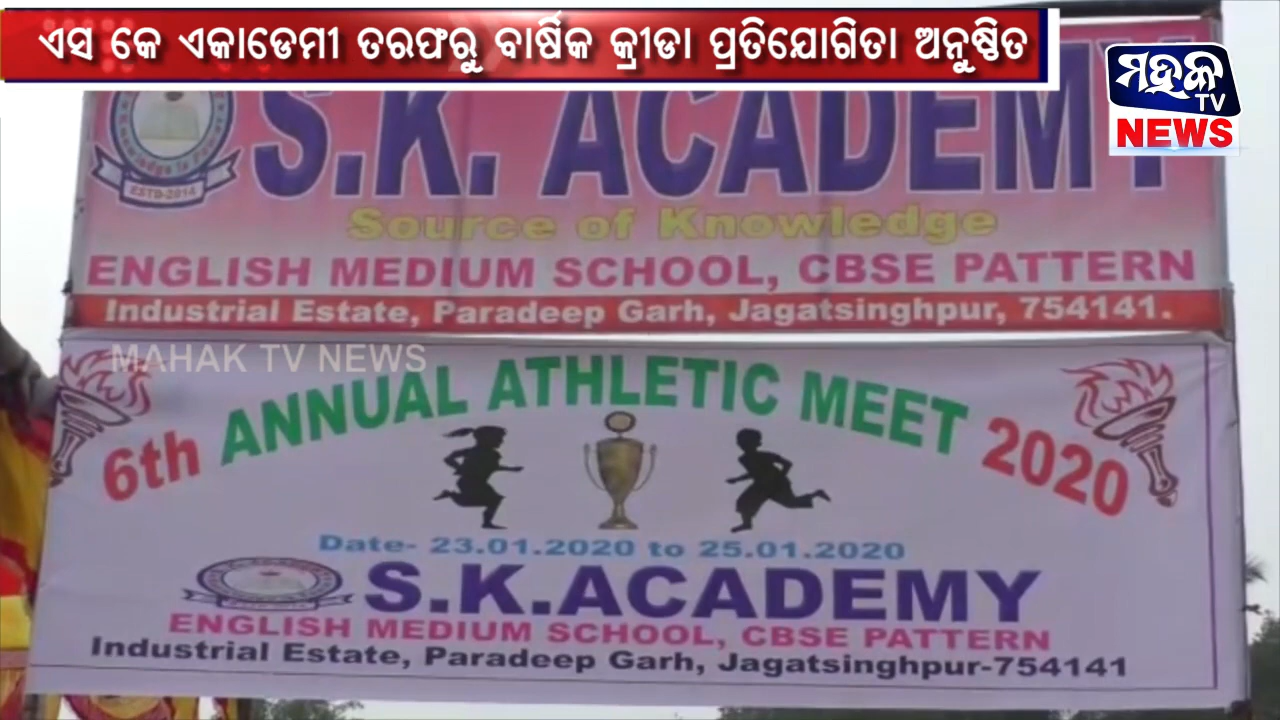 ଏସ କେ ଏକାଡେମୀ ତରଫରୁ ବାର୍ଷିକ କ୍ରୀଡା ପ୍ରତିଯୋଗିତା ଅନୁଷ୍ଠିତ
ମହକ
TV
NEWS
S.K. ACADEMY
ESTD-2014
Source of Knowledge
ENGLISH MEDIUM SCHOOL, CBSE PATTERN
Industrial Estate, Paradeep Garh, Jagatsinghpur, 754141.
MAHAK TV NEWS
6th ANNUAL ATHLETIC MEET 2020
Date- 23.01.2020 to 25.01.2020
S.K.ACADEMY
ENGLISH MEDIUM SCHOOL, CBSE PATTERN
Industrial Estate, Paradeep Garh, Jagatsinghpur-754141